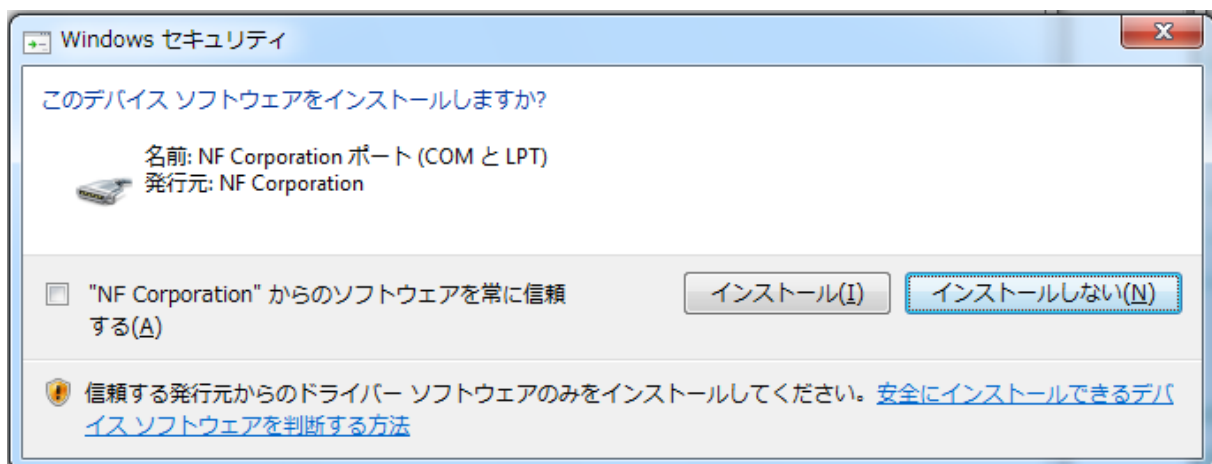 Windows セキュリティ
このデバイス ソフトウェアをインストールしますか?
名前: NF Corporation ポート (COM と LPT)
発行元: NF Corporation
"NF Corporation" からのソフトウェアを常に信頼
する(A)
インストール(I)
インストールしない(N)
信頼する発行元からのドライバー ソフトウェアのみをインストールしてください。安全にインストールできるデバ
イス ソフトウェアを判断する方法